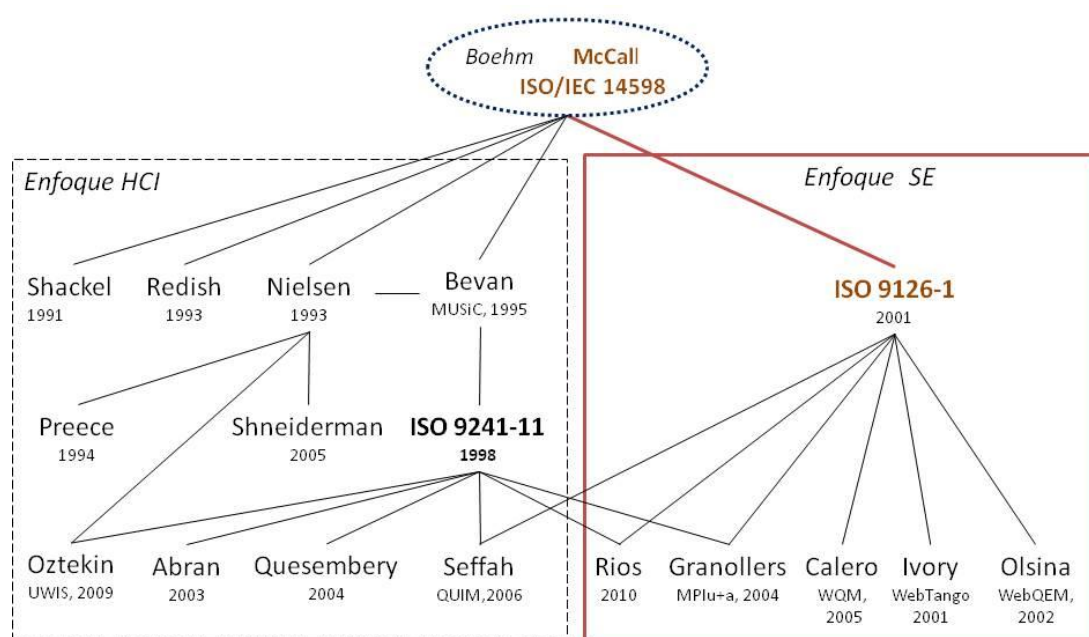 Boehm McCall
ISO/IEC 14598
Enfoque HCI
Enfoque SE
Shackel
1991
Redish
1993
Nielsen
1993
Bevan
MUSiC, 1995
ISO 9126-1
2001
Preece
1994
Shneiderman
2005
ISO 9241-11
1998
Oztekin
UWIS, 2009
Abran
2003
Quesembery
2004
Seffah
QUIM,2006
Rios
2010
Granollers
MPIu+a, 2004
Calero
WQM,
2005
Ivory
WebTango
2001
Olsina
WebQEM,
2002